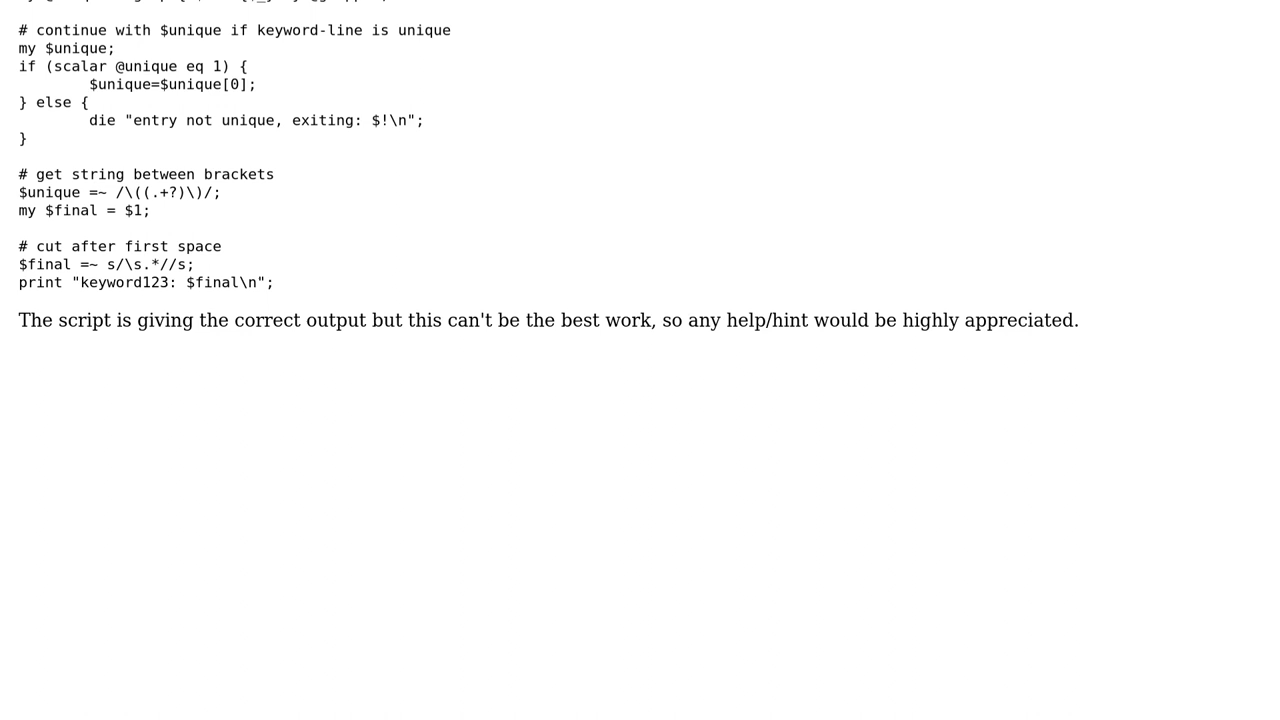 # continue with $unique if keyword-line is unique
my $unique;
if (scalar @unique eq 1) {
        $unique=$unique[0];
} else {
        die "entry not unique, exiting: $!\n";
}
# get string between brackets
$unique =~ /\((.+?)\)/;
my $final = $1;
# cut after first space
$final =~ s/\s.*//s;
print "keyword123: $final\n";
The script is giving the correct output but this can't be the best work, so any help/hint would be highly appreciated.